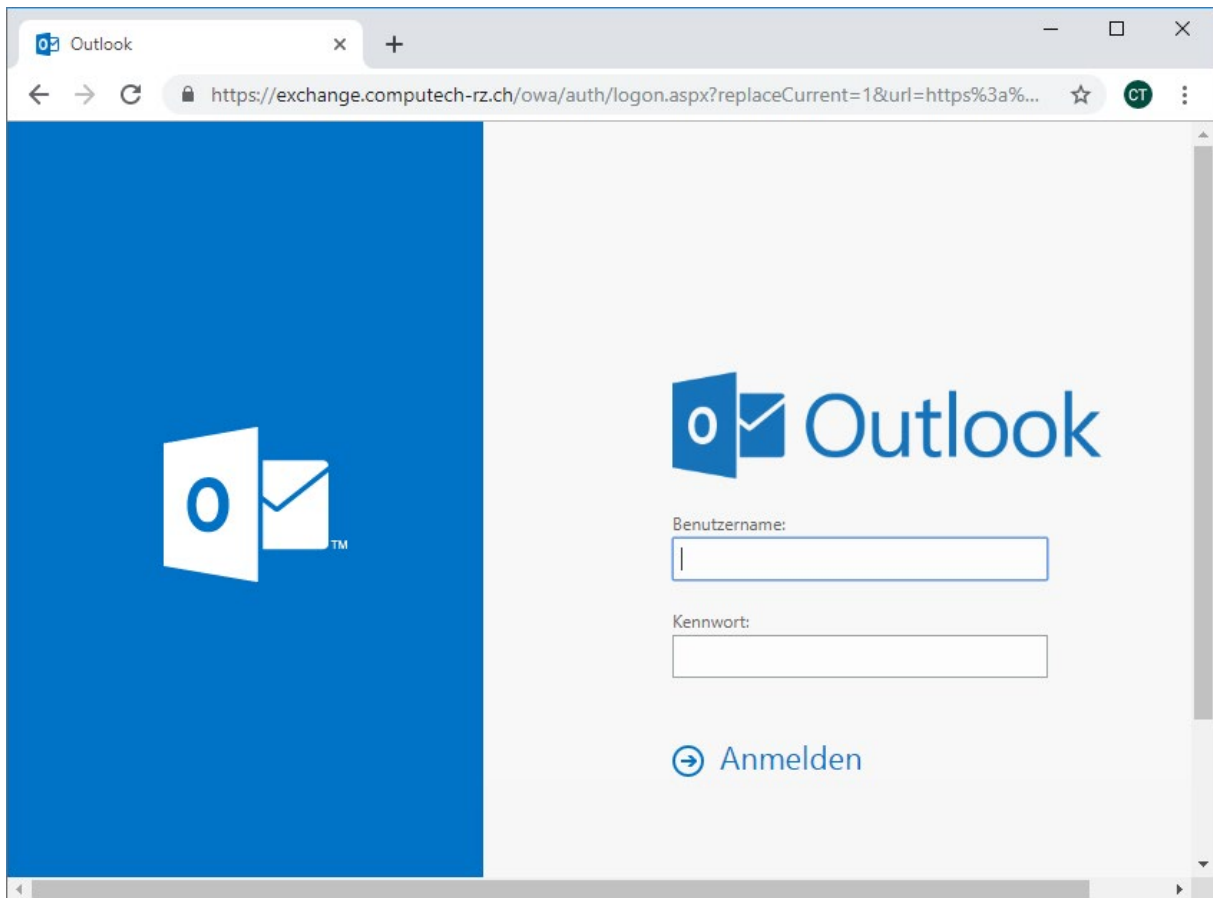 Outlook
https://exchange.computech-rz.ch/owa/auth/logon.aspx?replaceCurrent=1&url=https%3a%...
CT
O
Outlook
O
TM
Benutzername:
Kennwort:
Anmelden